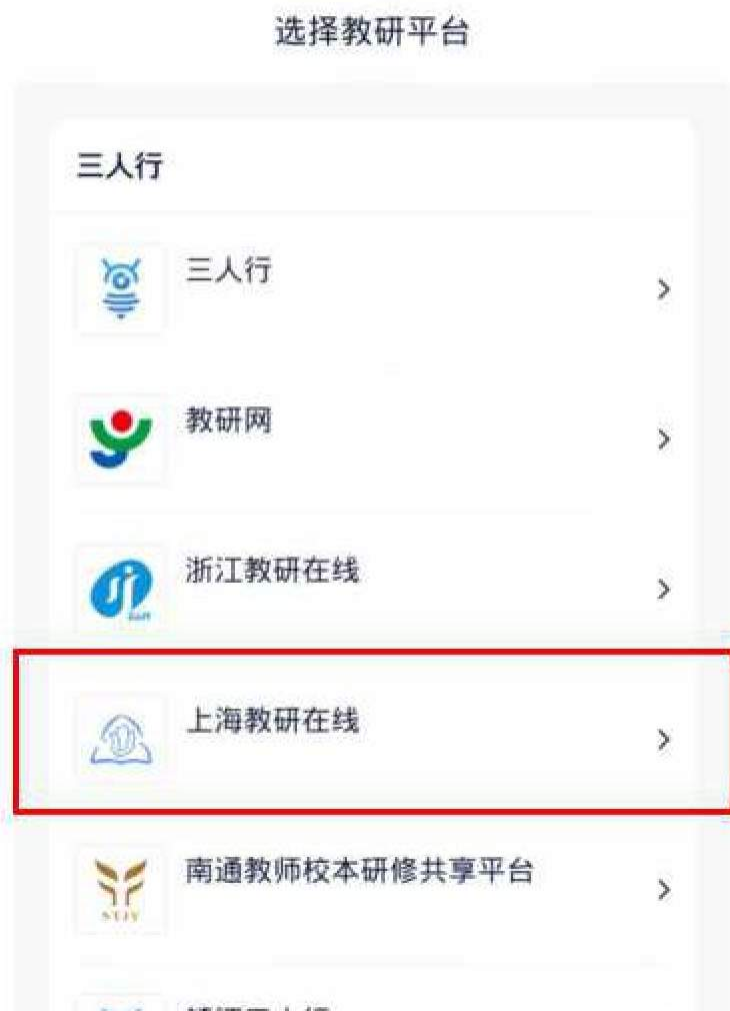 选择教研平台
三人行
三人行
教研网
浙江教研在线
上海教研在线
南通教师校本研修共享平台